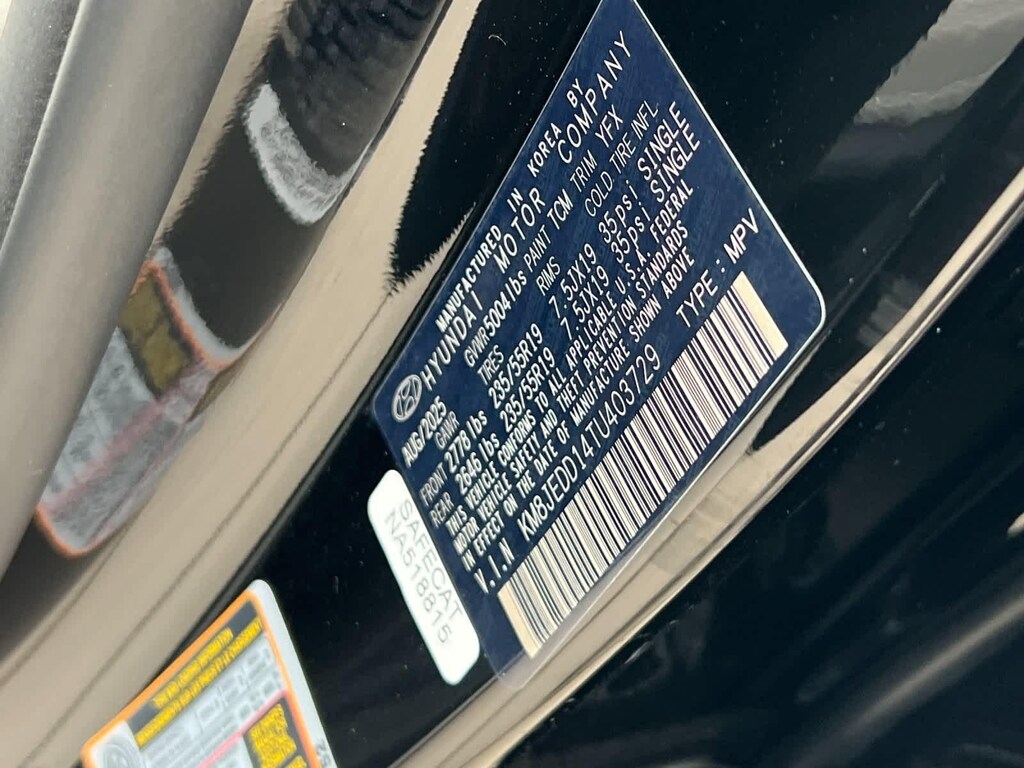 MANUFACTURED IN KOREA BY
HYUNDAI MOTOR COMPANY
AUG/2025 GVWR 5004 lbs PAINT TCM TRIM YFX
GAWR TIRES RIMS COLD TIRE INFL
FRONT 2778 lbs 235/55R19 7.5JX19 35psi SINGLE
REAR 2646 lbs 235/55R19 7.5JX19 35psi SINGLE
THIS VEHICLE CONFORMS TO ALL APPLICABLE U.S.A FEDERAL
MOTOR VEHICLE SAFETY AND THEFT PREVENTION STANDARDS
IN EFFECT ON THE DATE OF MANUFACTURE SHOWN ABOVE
V.I.N KM8JEDD14TU403729 TYPE : MPV
SAFECAT
NA518815